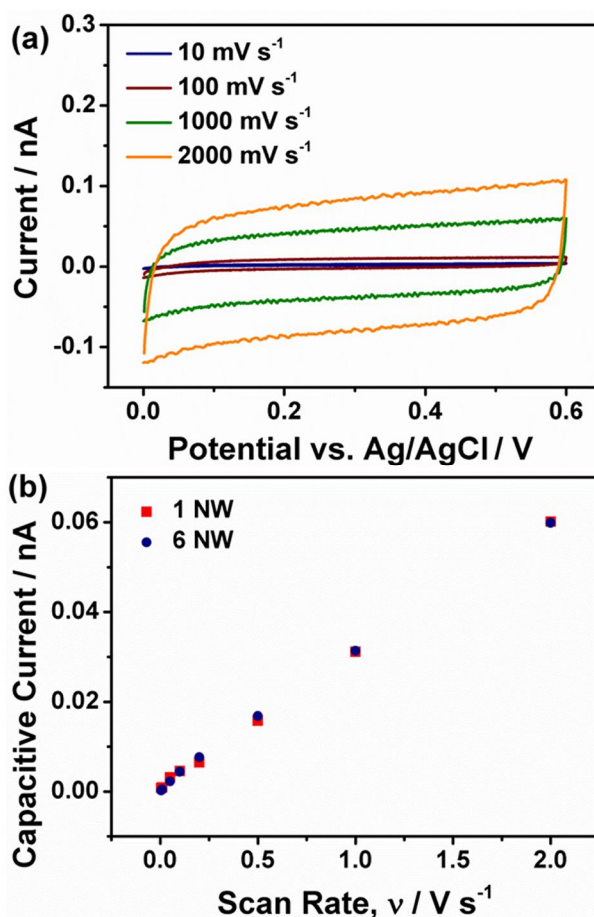 (a)
10 mV s⁻¹
100 mV s⁻¹
1000 mV s⁻¹
2000 mV s⁻¹
Current / nA
0.3
0.2
0.1
0.0
-0.1
0.0 0.2 0.4 0.6
Potential vs. Ag/AgCl / V
(b)
1 NW
6 NW
Capacitive Current / nA
0.06
0.04
0.02
0.00
0.0 0.5 1.0 1.5 2.0
Scan Rate, ν / V s⁻¹